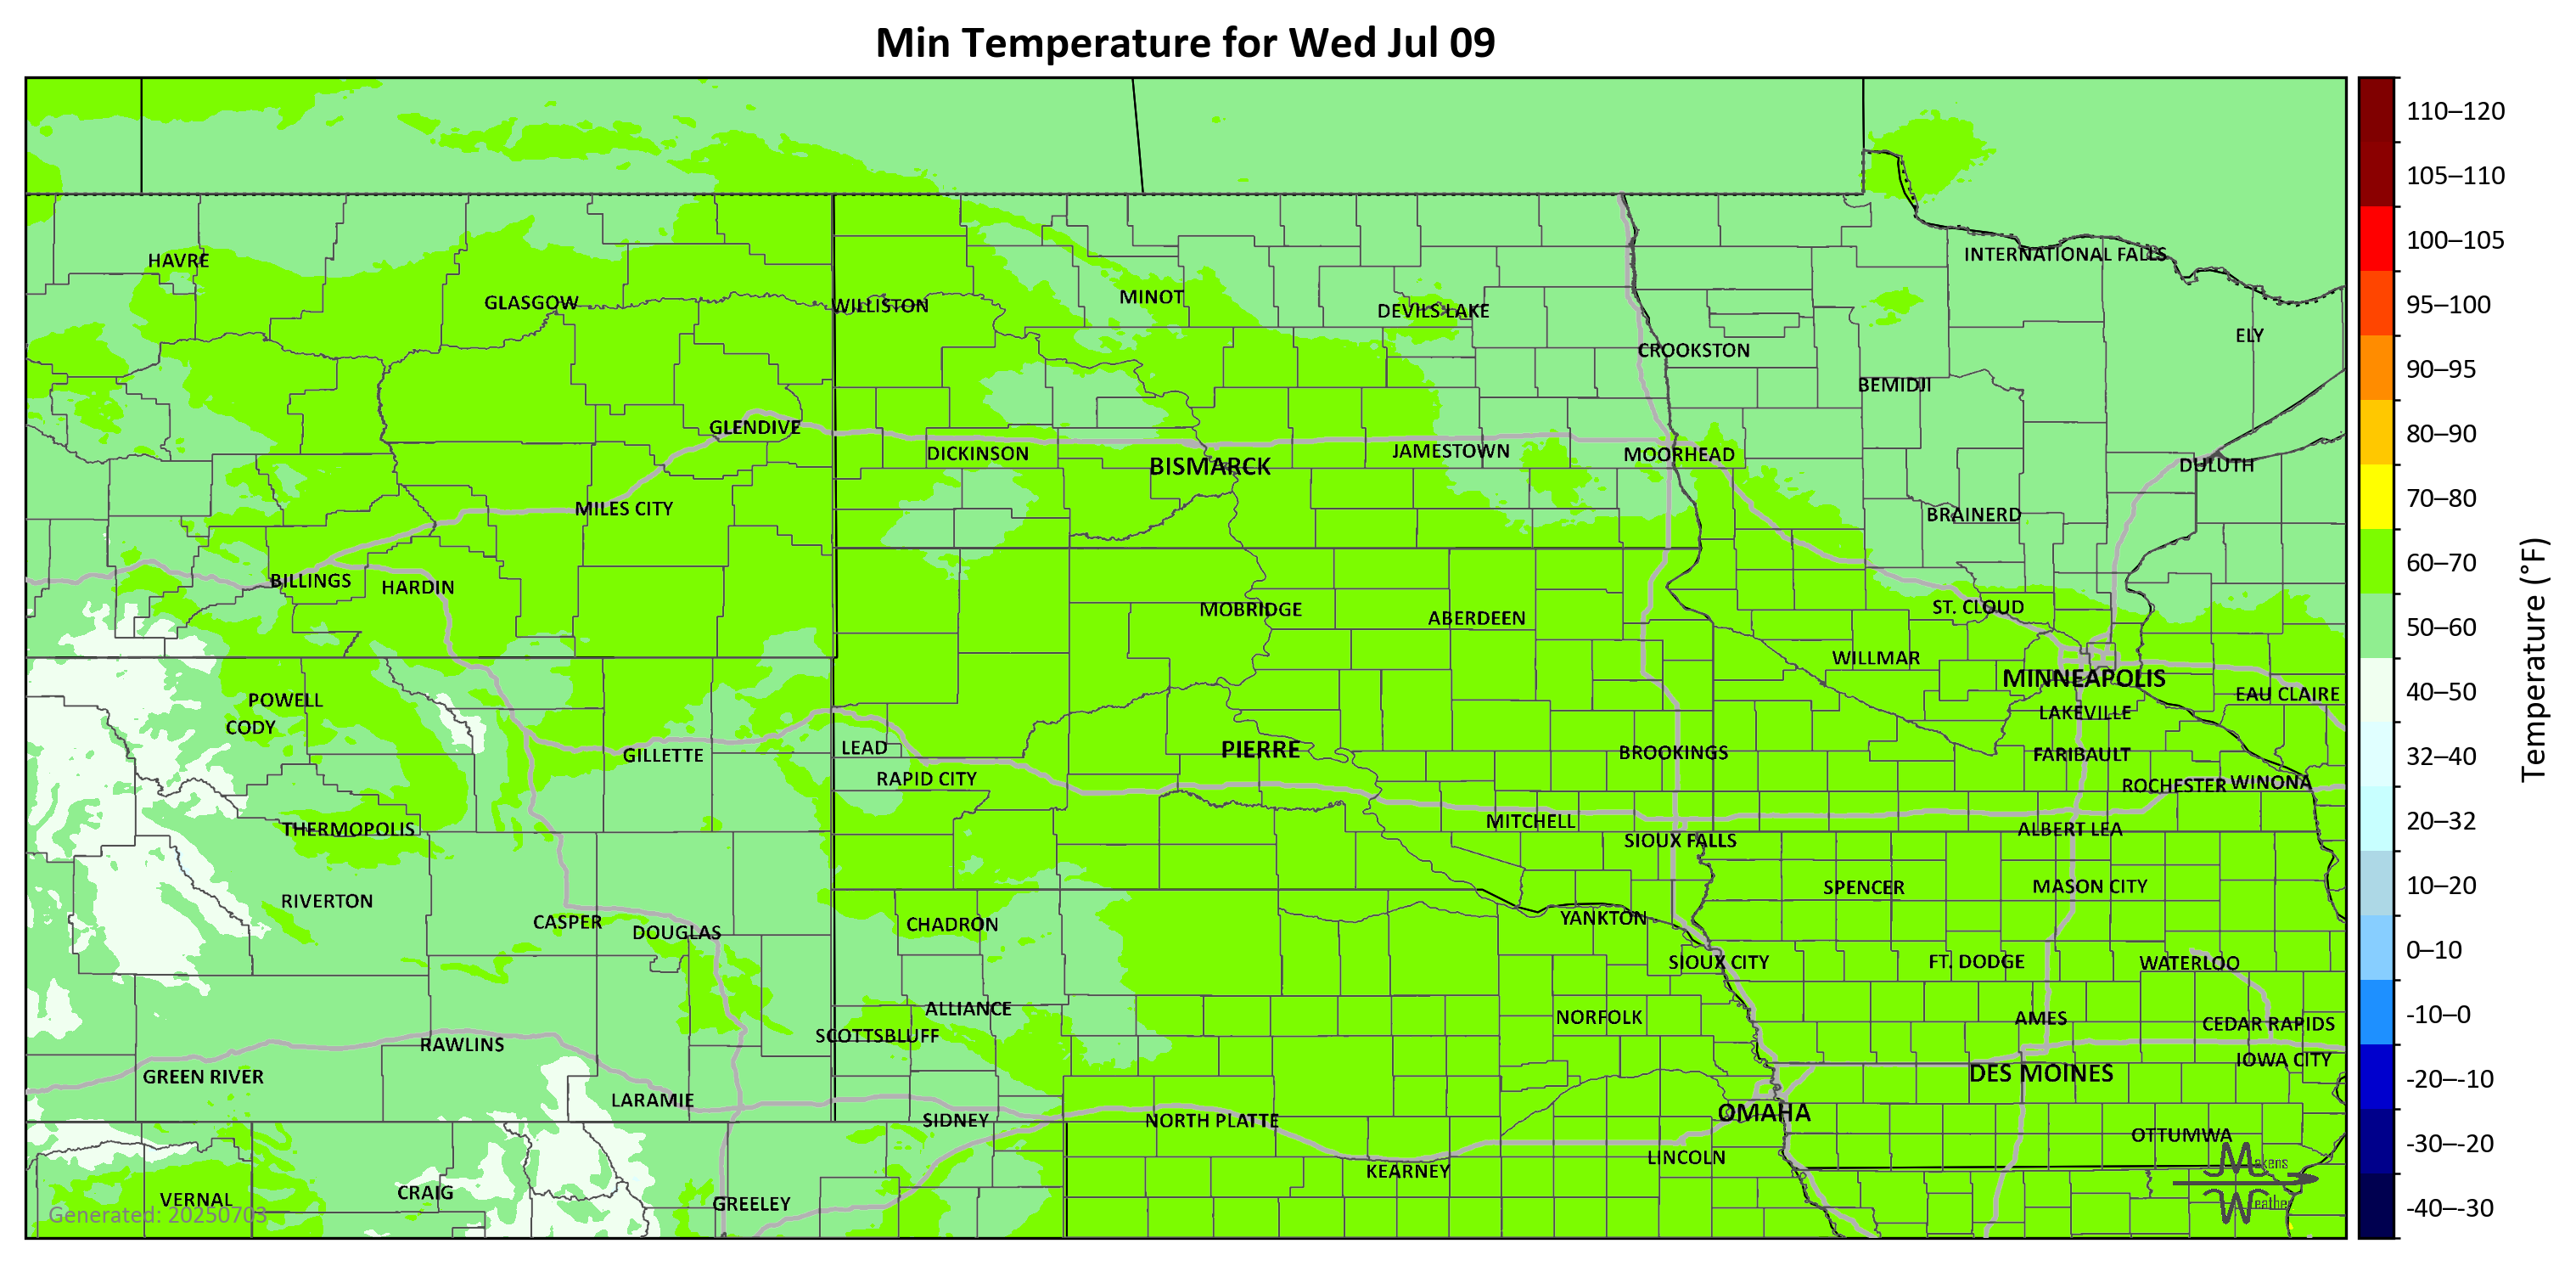 Min Temperature for Wed Jul 09
110–120
105–110
100–105
95–100
90–95
80–90
70–80
60–70
50–60
40–50
32–40
20–32
10–20
0–10
-10–0
-20–-10
-30–-20
-40–-30
Temperature (°F)
HAVRE
INTERNATIONAL FALLS
GLASGOW
WILLISTON
MINOT
DEVILS LAKE
ELY
CROOKSTON
BEMIDJI
GLENDIVE
DICKINSON
BISMARCK
JAMESTOWN
MOORHEAD
DULUTH
MILES CITY
BRAINERD
BILLINGS
HARDIN
MOBRIDGE
ABERDEEN
ST. CLOUD
WILLMAR
MINNEAPOLIS
EAU CLAIRE
POWELL
CODY
LAKEVILLE
GILLETTE
LEAD
PIERRE
BROOKINGS
FARIBAULT
RAPID CITY
ROCHESTER
WINONA
THERMOPOLIS
MITCHELL
SIOUX FALLS
ALBERT LEA
RIVERTON
SPENCER
MASON CITY
CASPER
DOUGLAS
CHADRON
YANKTON
SIOUX CITY
FT. DODGE
WATERLOO
ALLIANCE
SCOTTSBLUFF
NORFOLK
AMES
CEDAR RAPIDS
RAWLINS
IOWA CITY
GREEN RIVER
DES MOINES
LARAMIE
SIDNEY
NORTH PLATTE
OMAHA
OTTUMWA
KEARNEY
LINCOLN
VERNAL
CRAIG
GREELEY
Makens
Weather
Generated: 20250703